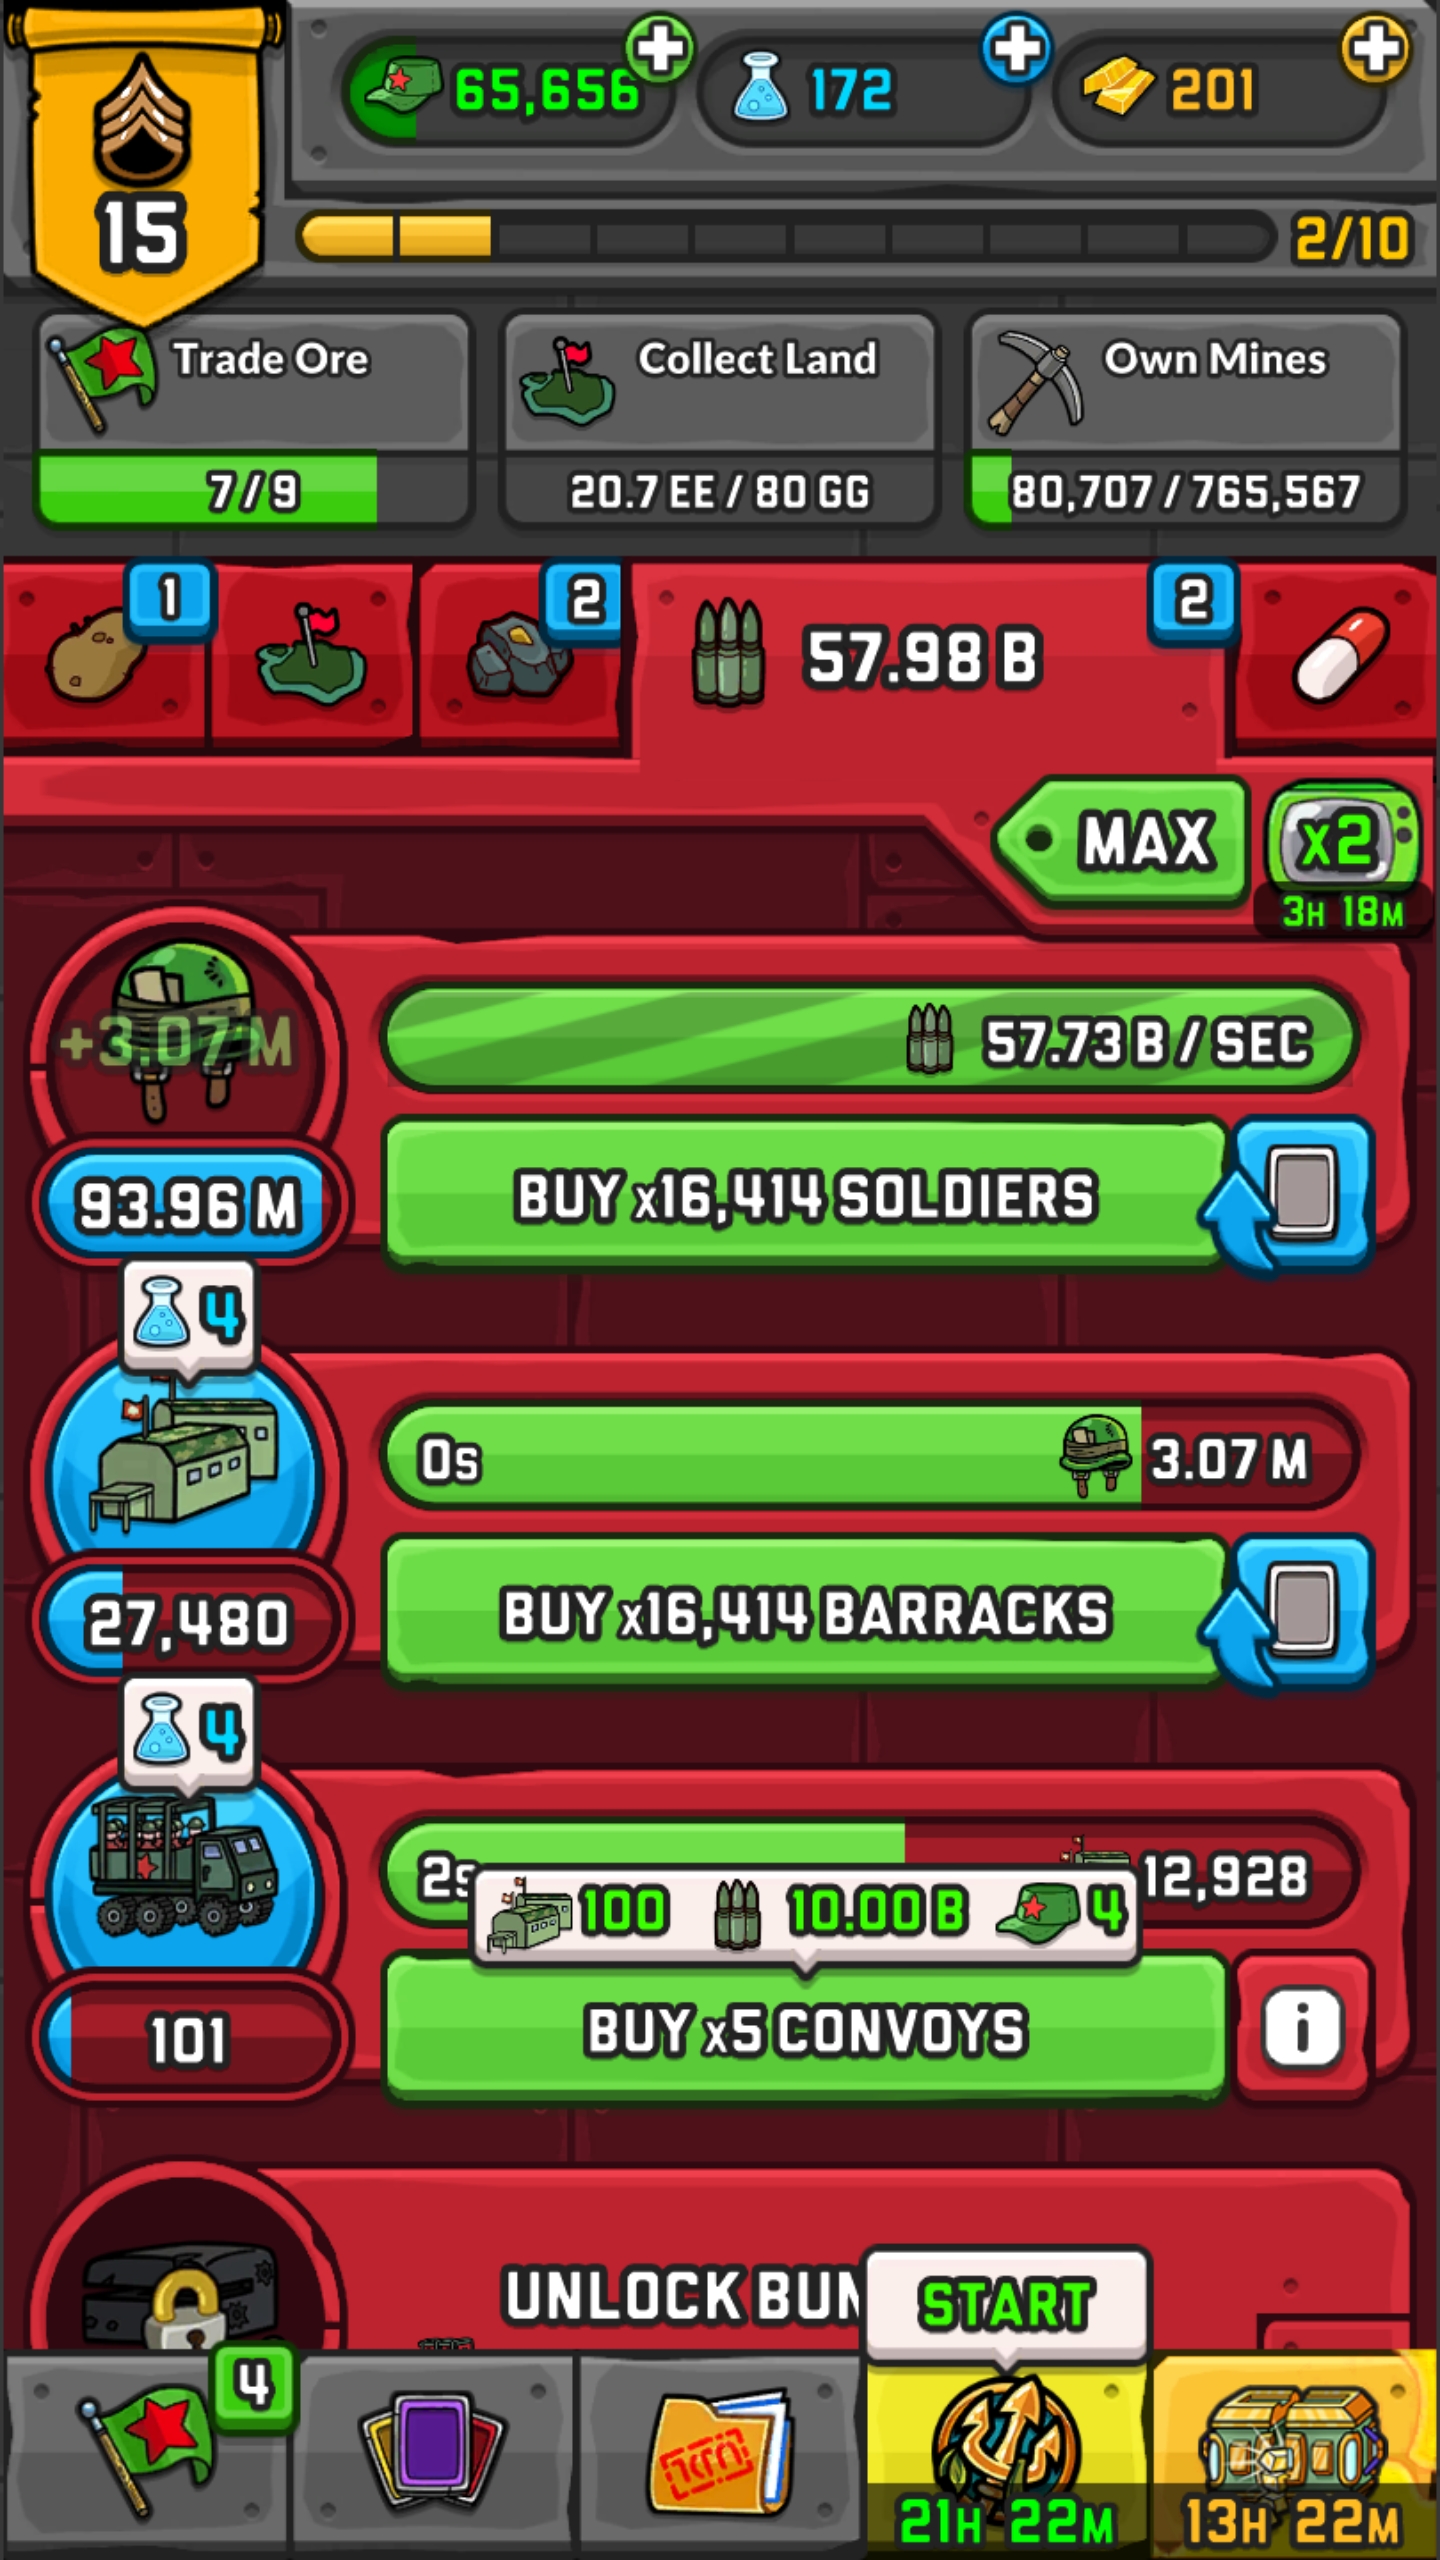 65,656
172
201
15
2/10
Trade Ore
Collect Land
Own Mines
7/9
20.7 EE / 80 GG
80,707 / 765,567
1
2
57.98 B
2
MAX
x2
3H 18M
+3.07 M
57.73 B / SEC
93.96 M
BUY x16,414 SOLDIERS
4
0s
3.07 M
27,480
BUY x16,414 BARRACKS
4
12,928
100
10.00 B
4
101
BUY x5 CONVOYS
i
UNLOCK
START
4
21H 22M
13H 22M